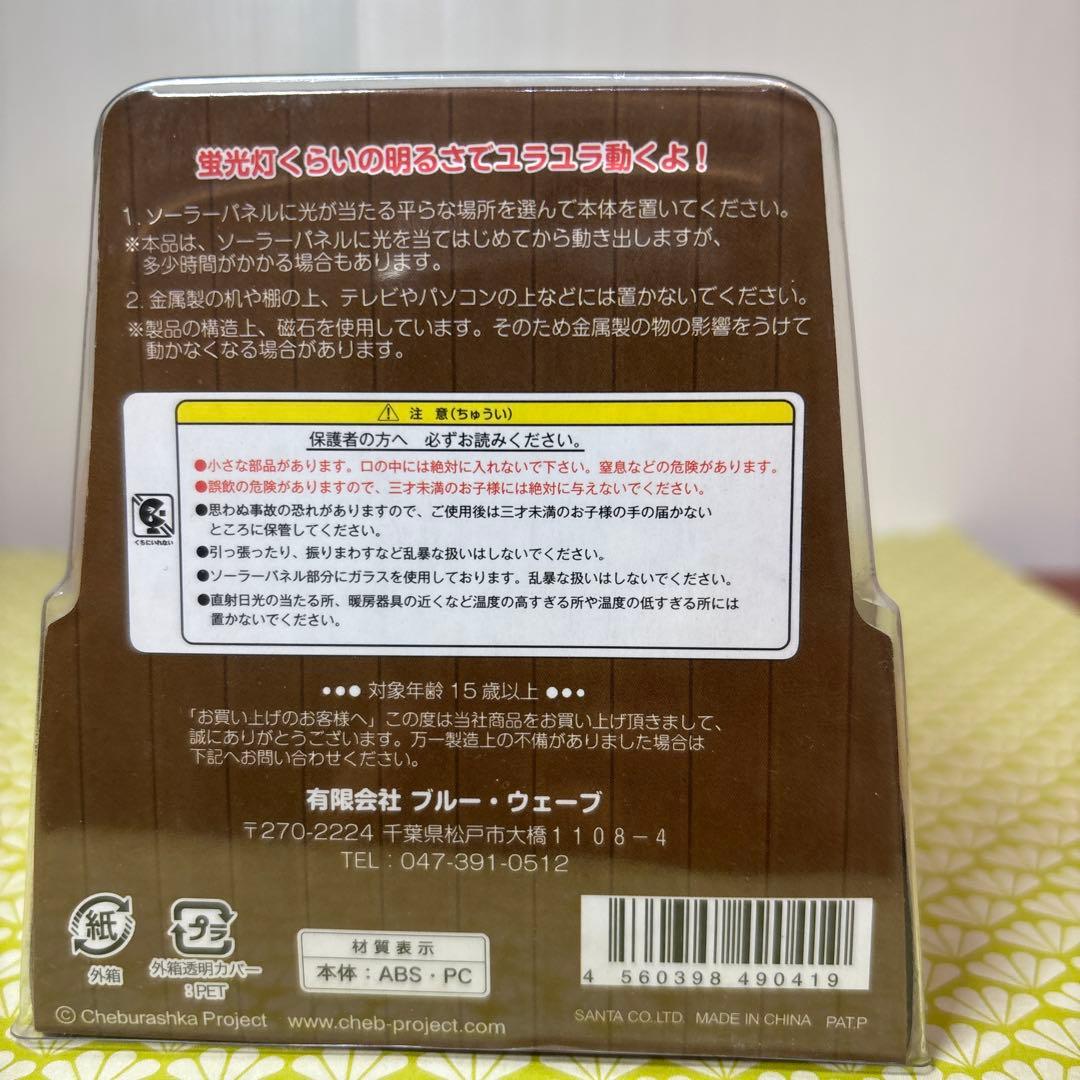 蛍光灯くらいの明るさでユラユラ動くよ！
1. ソーラーパネルに光が当たる平らな場所を選んで本体を置いてください。
※本品は、ソーラーパネルに光を当てはじめてから動き出しますが、
多少時間がかかる場合もあります。
2. 金属製の机や棚の上、テレビやパソコンの上などには置かないでください。
※製品の構造上、磁石を使用しています。そのため金属製の物の影響をうけて
動かなくなる場合があります。
注 意(ちゅうい)
保護者の方へ 必ずお読みください。
●小さな部品があります。口の中には絶対に入れないで下さい。窒息などの危険があります。
●誤飲の危険がありますので、三才未満のお子様には絶対に与えないでください。
●思わぬ事故の恐れがありますので、ご使用後は三才未満のお子様の手の届かない
ところに保管してください。
くちにいれない
●引っ張ったり、振りまわすなど乱暴な扱いはしないでください。
●ソーラーパネル部分にガラスを使用しております。乱暴な扱いはしないでください。
●直射日光の当たる所、暖房器具の近くなど温度の高すぎる所や温度の低すぎる所には
置かないでください。
●●● 対象年齢 15 歳以上 ●●●
「お買い上げのお客様へ」この度は当社商品をお買い上げ頂きまして、
誠にありがとうございます。万一製造上の不備がありました場合は
下記へお問い合わせください。
有限会社 ブルー・ウェーブ
〒270-2224 千葉県松戸市大橋１１０８－４
TEL：047-391-0512
紙
外箱
プラ
外箱透明カバー
:PET
材 質 表 示
本体：ABS・PC
4 560398 490419
© Cheburashka Project www.cheb-project.com
SANTA CO.LTD. MADE IN CHINA PAT.P